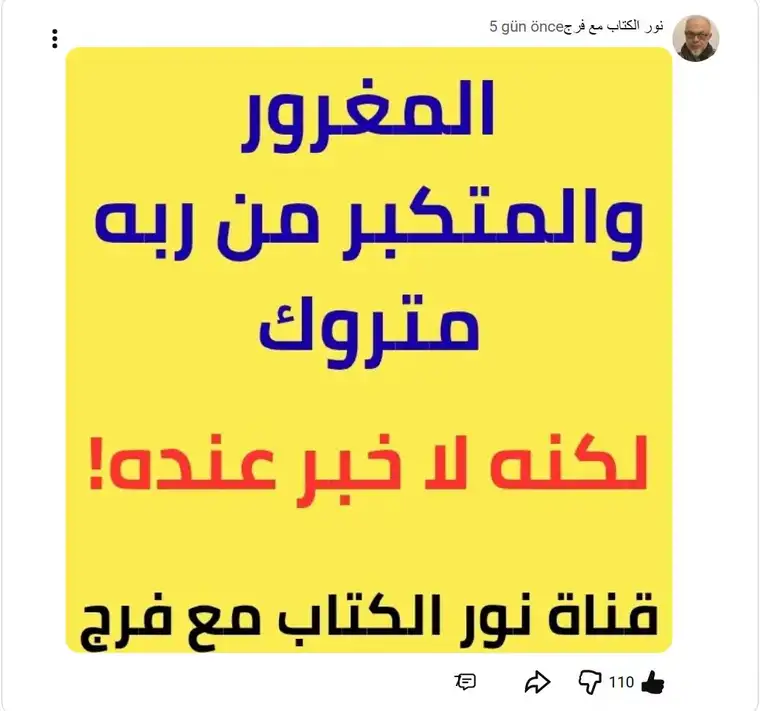 نور الكتاب مع فرج 5 gün önce
المغرور
والمتكبر من ربه
متروك
لكنه لا خبر عنده!
قناة نور الكتاب مع فرج
110